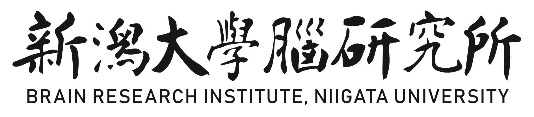 新潟大學腦研究所
BRAIN RESEARCH INSTITUTE, NIIGATA UNIVERSITY